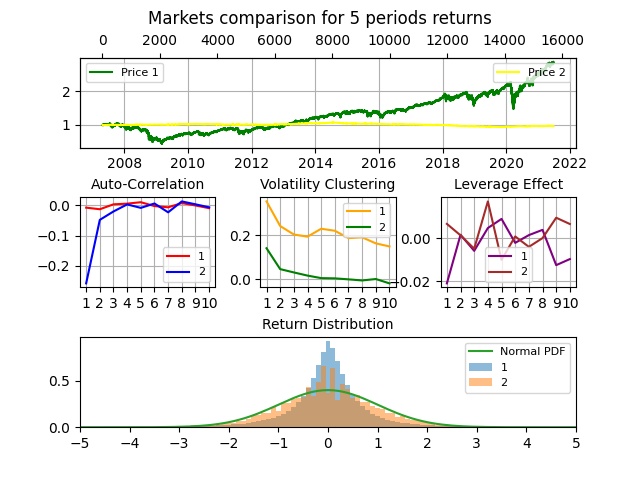 Markets comparison for 5 periods returns
0 2000 4000 6000 8000 10000 12000 14000 16000
Price 1
Price 2
2
1
2008 2010 2012 2014 2016 2018 2020 2022
Auto-Correlation
Volatility Clustering
Leverage Effect
0.0
−0.1
−0.2
1
2
1 2 3 4 5 6 7 8 9 10
0.2
0.0
1
2
1 2 3 4 5 6 7 8 9 10
0.00
−0.02
1
2
1 2 3 4 5 6 7 8 9 10
Return Distribution
0.5
0.0
Normal PDF
1
2
−5 −4 −3 −2 −1 0 1 2 3 4 5